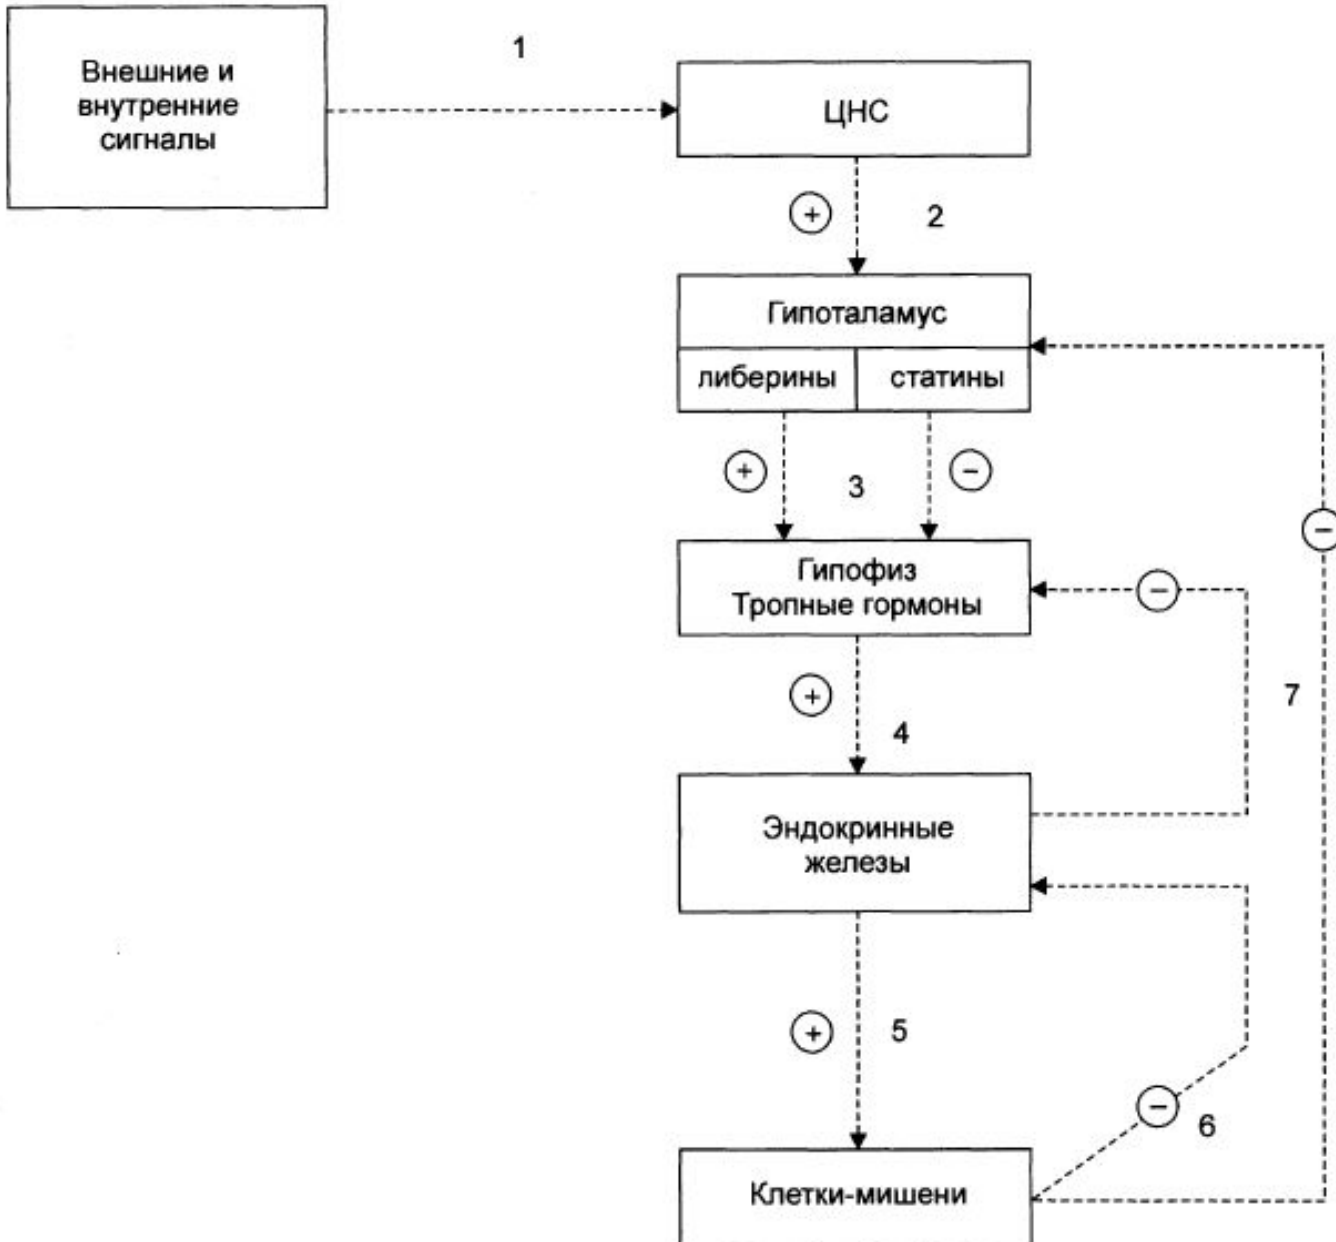 Внешние и
внутренние
сигналы
1
ЦНС
+
2
Гипоталамус
либерины
статины
+
3
−
−
Гипофиз
Тропные гормоны
−
+
4
7
Эндокринные
железы
+
5
−
6
Клетки-мишени